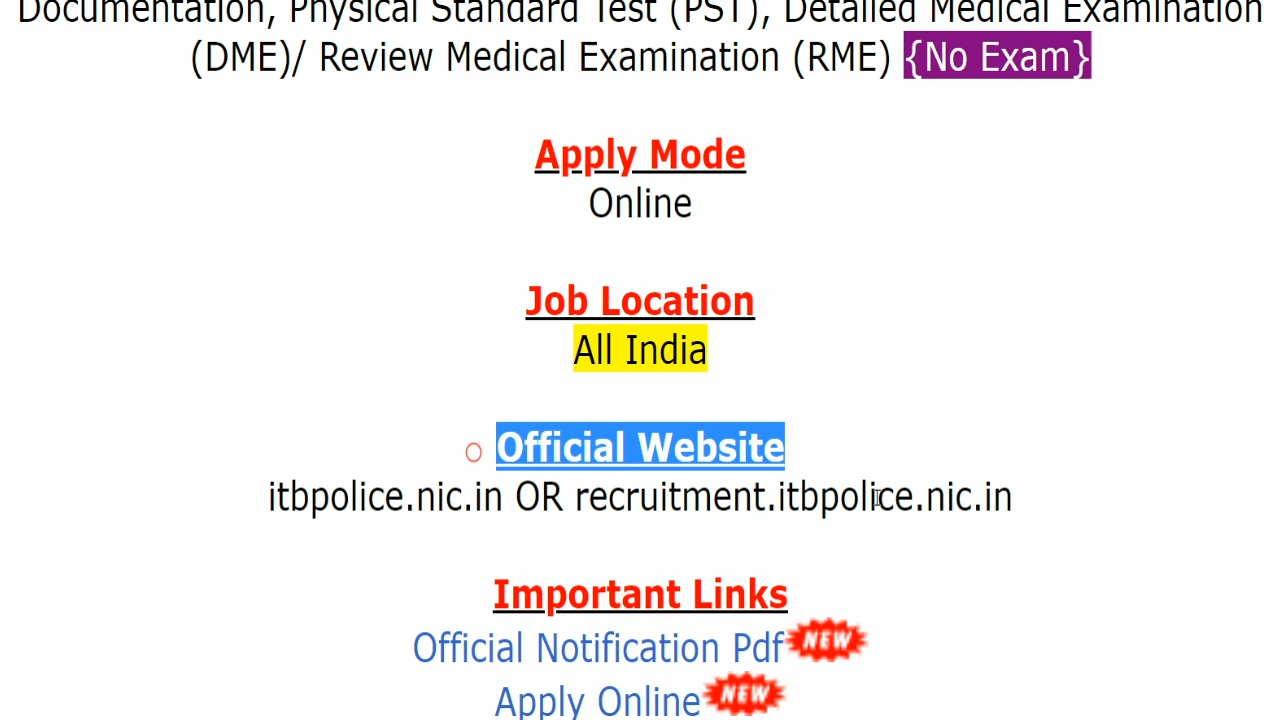 Documentation, Physical Standard Test (PST), Detailed Medical Examination
(DME)/ Review Medical Examination (RME) {No Exam}
Apply Mode
Online
Job Location
All India
Official Website
itbpolice.nic.in OR recruitment.itbpolice.nic.in
Important Links
Official Notification Pdf NEW
Apply Online NEW